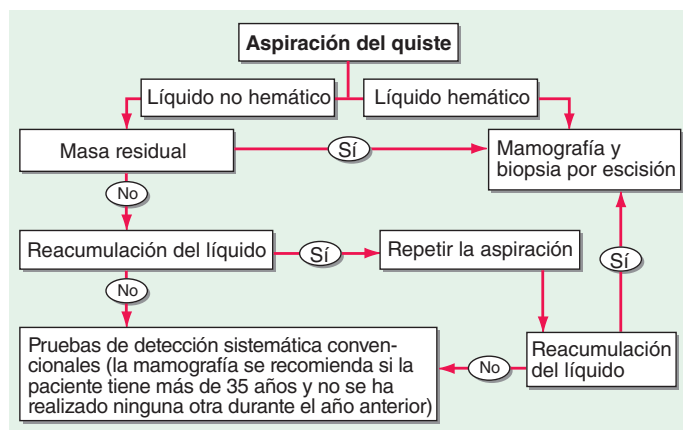 Aspiración del quiste
Líquido no hemático
Líquido hemático
Masa residual
Sí
Mamografía y
biopsia por escisión
No
Reacumulación del líquido
Sí
Repetir la aspiración
Sí
No
Pruebas de detección sistemática conven-
cionales (la mamografía se recomienda si la
paciente tiene más de 35 años y no se ha
realizado ninguna otra durante el año anterior)
No
Reacumulación
del líquido